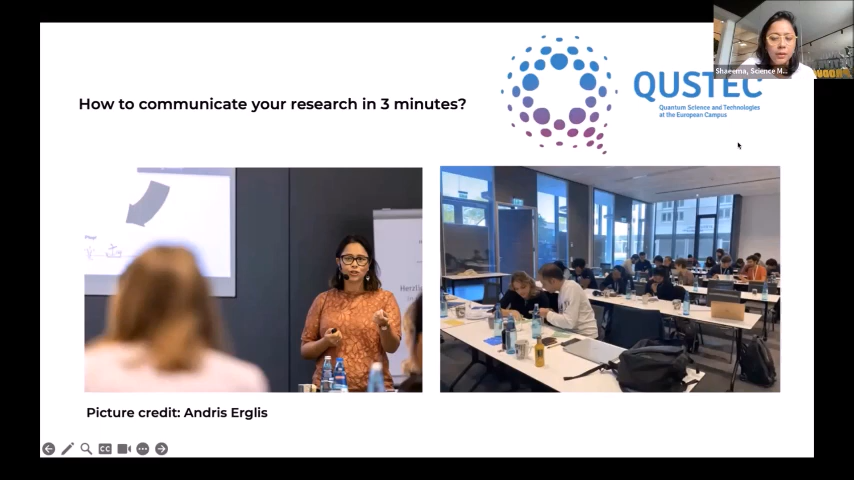 Shaeema, Science M...
How to communicate your research in 3 minutes?
QUSTEC
Quantum Science and Technologies
at the European Campus
Picture credit: Andris Erglis
CC